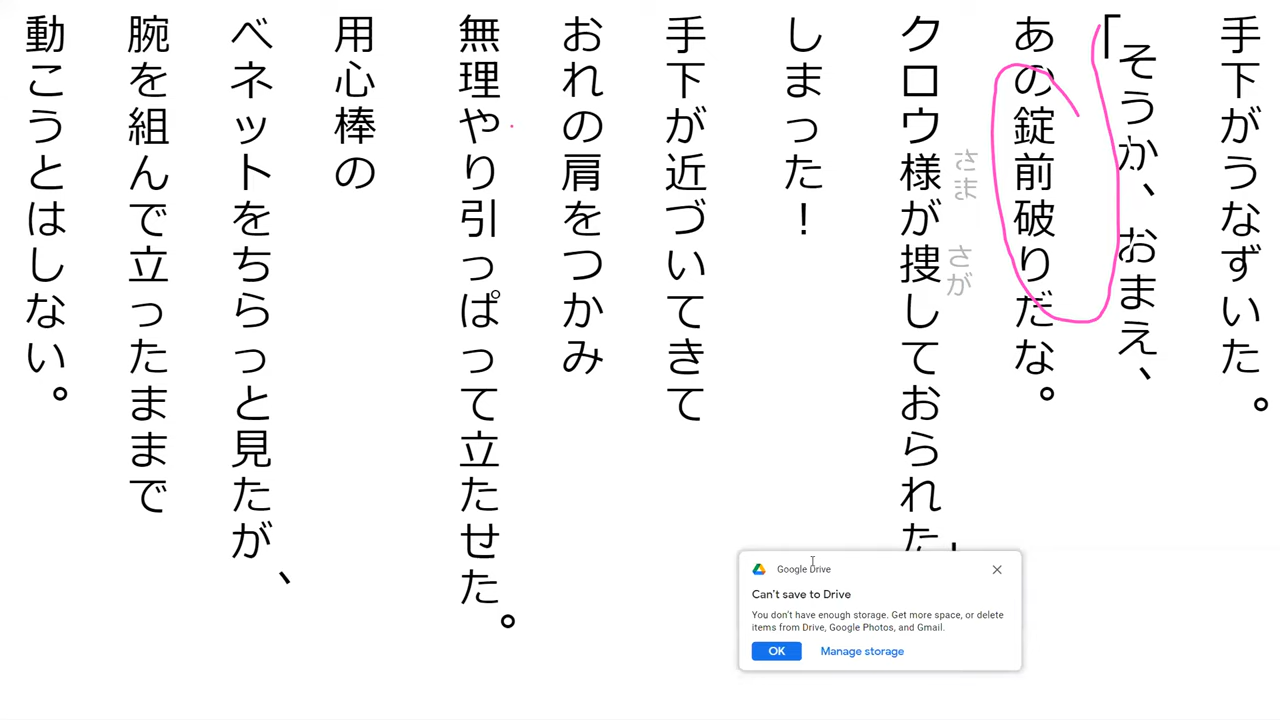 手下がうなずいた。
「そうか、おまえ、
あの錠前破りだな。
クロウ様が捜しておられた
さま
さが
しまった！
手下が近づいてきて
おれの肩をつかみ
無理やり引っぱって立たせた。
用心棒の
ベネットをちらっと見たが、
腕を組んで立ったままで
動こうとはしない。
Google Drive
Can't save to Drive
You don't have enough storage. Get more space, or delete
items from Drive, Google Photos, and Gmail.
OK
Manage storage